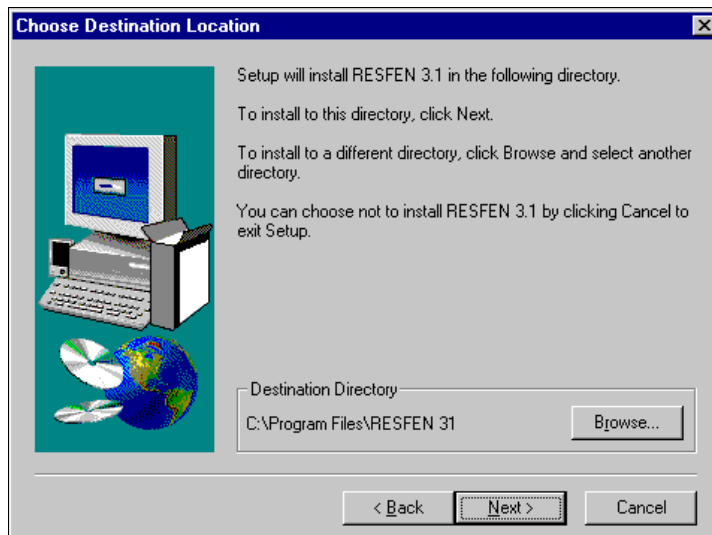 Choose Destination Location
Setup will install RESFEN 3.1 in the following directory.
To install to this directory, click Next.
To install to a different directory, click Browse and select another
directory.
You can choose not to install RESFEN 3.1 by clicking Cancel to
exit Setup.
Destination Directory
C:\Program Files\RESFEN 31
Browse...
< Back
Next >
Cancel